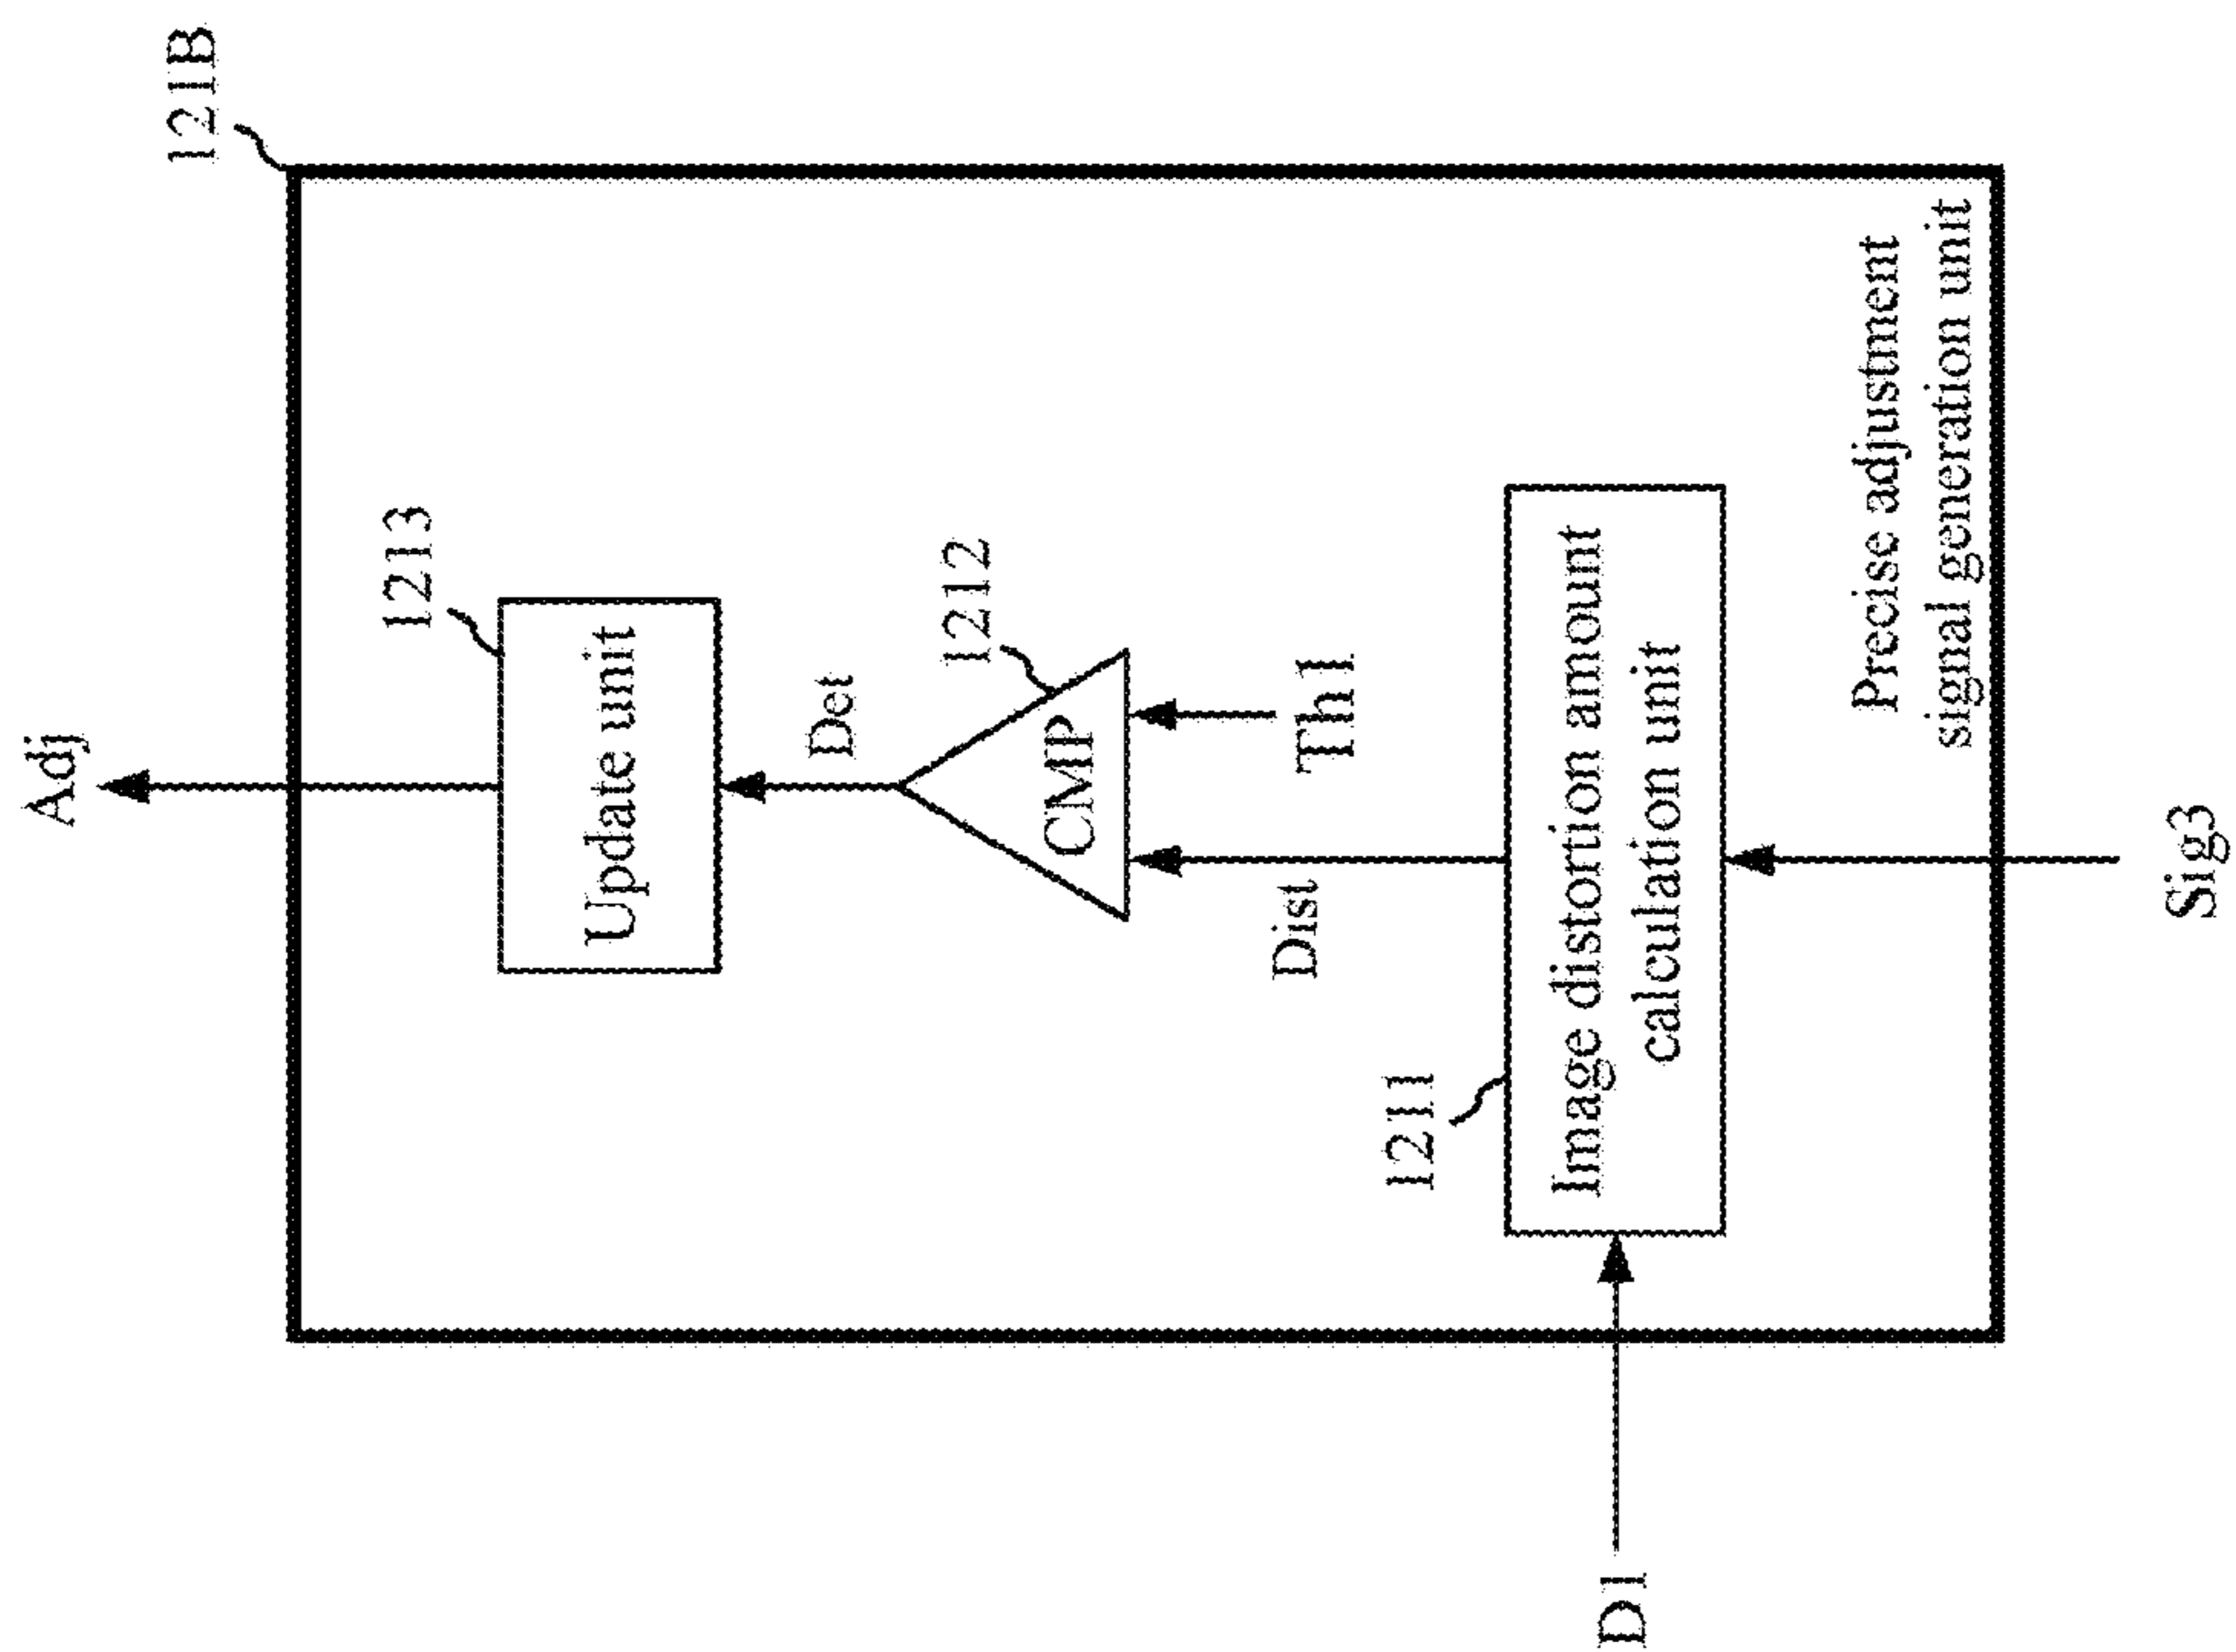 121B
Precise adjustment
signal generation unit
D1
Sig3
1211
Image distortion amount
calculation unit
Dist
Th1
CMP
1212
Det
1213
Update unit
Adj